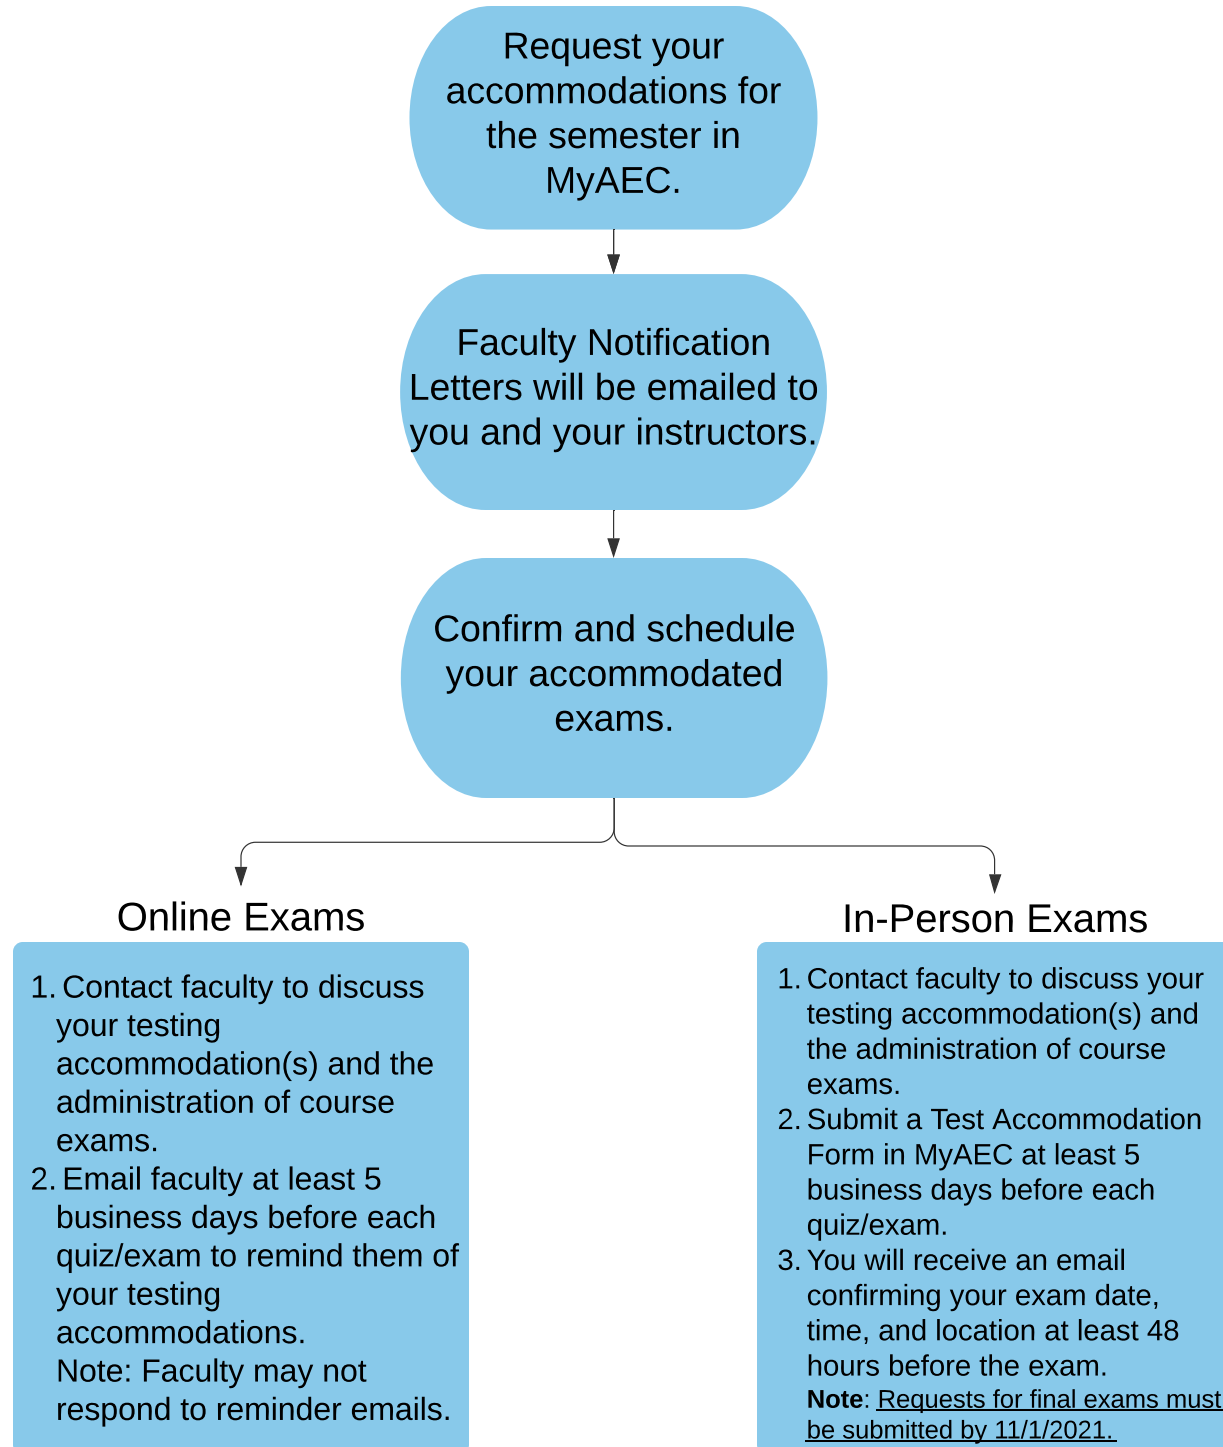 Request your
accommodations for
the semester in
MyAEC.
Faculty Notification
Letters will be emailed to
you and your instructors.
Confirm and schedule
your accommodated
exams.
Online Exams
1. Contact faculty to discuss
your testing
accommodation(s) and the
administration of course
exams.
2. Email faculty at least 5
business days before each
quiz/exam to remind them of
your testing
accommodations.
Note: Faculty may not
respond to reminder emails.
In-Person Exams
1. Contact faculty to discuss your
testing accommodation(s) and
the administration of course
exams.
2. Submit a Test Accommodation
Form in MyAEC at least 5
business days before each
quiz/exam.
3. You will receive an email
confirming your exam date,
time, and location at least 48
hours before the exam.
Note: Requests for final exams must
be submitted by 11/1/2021.